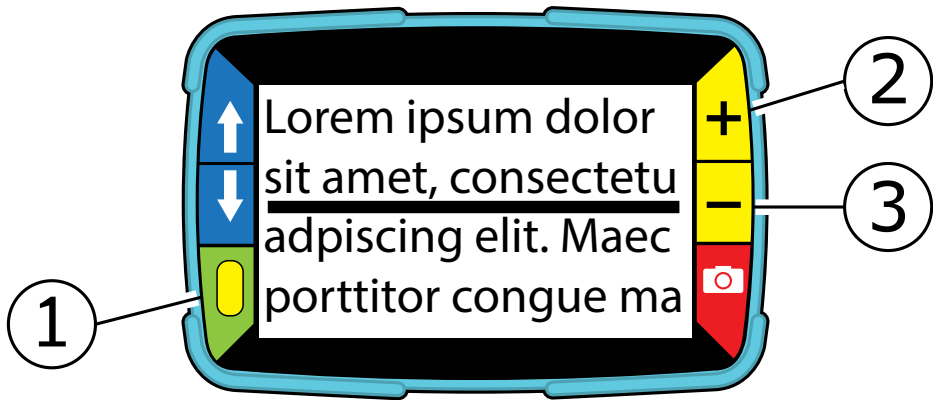 Lorem ipsum dolor
sit amet, consectetu
adpiscing elit. Maec
porttitor congue ma
+
−
1
2
3